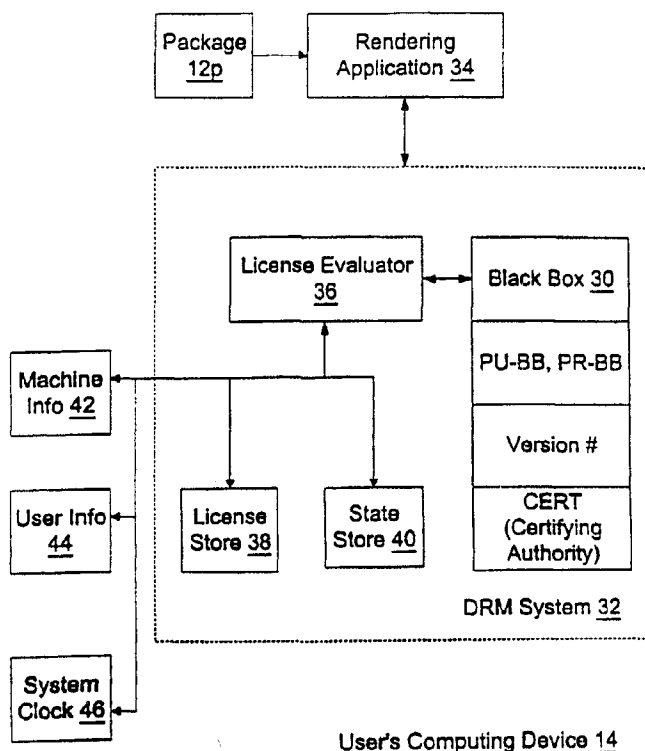 Package
12p
Rendering
Application 34
License Evaluator
36
Black Box 30
PU-BB, PR-BB
Version #
CERT
(Certifying
Authority)
Machine
Info 42
User Info
44
License
Store 38
State
Store 40
DRM System 32
System
Clock 46
User's Computing Device 14